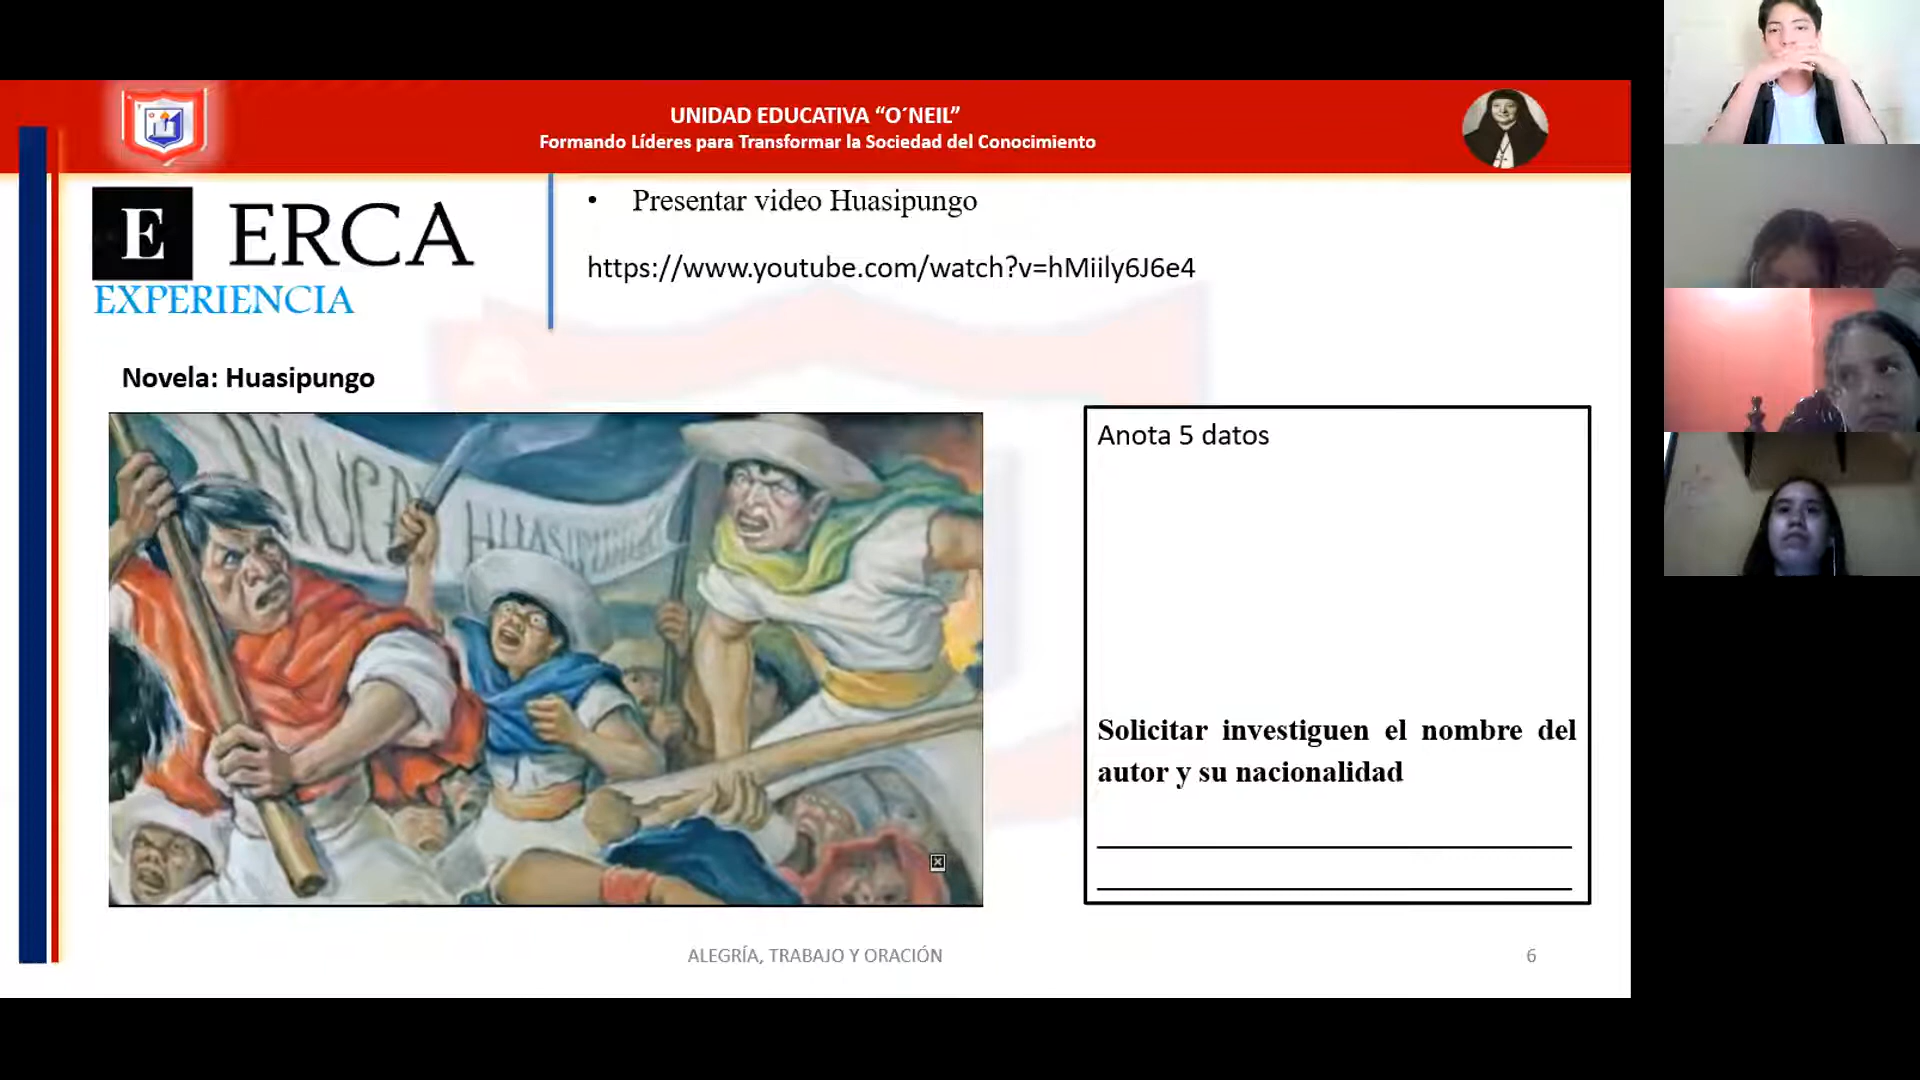 UNIDAD EDUCATIVA “O´NEIL”
Formando Líderes para Transformar la Sociedad del Conocimiento
E ERCA
EXPERIENCIA
• Presentar video Huasipungo
https://www.youtube.com/watch?v=hMiily6J6e4
Novela: Huasipungo
ÑUCA HUASIPUNGO
Anota 5 datos
Solicitar investiguen el nombre del
autor y su nacionalidad
ALEGRÍA, TRABAJO Y ORACIÓN
6